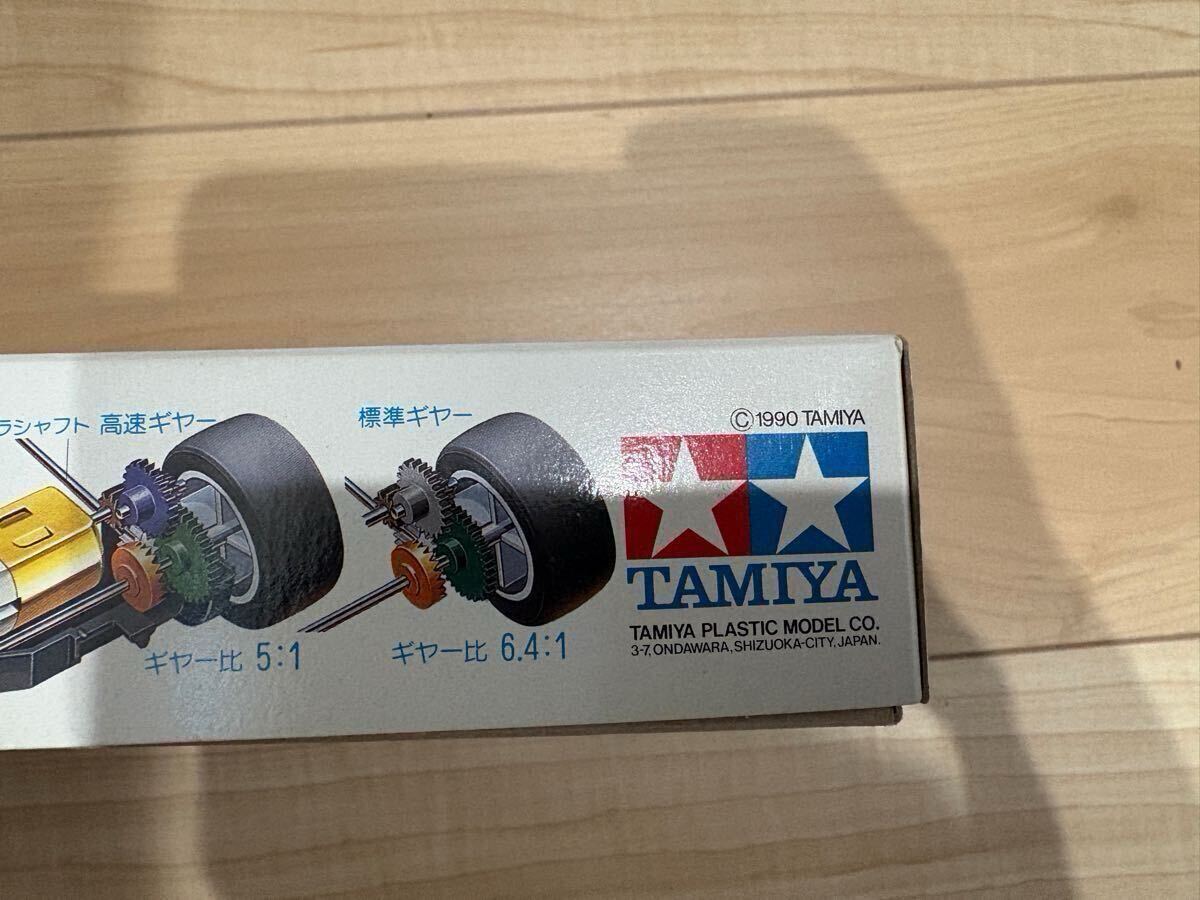 ラシャフト 高速ギヤー
ギヤー比 5:1
標準ギヤー
ギヤー比 6.4:1
©1990 TAMIYA
TAMIYA
TAMIYA PLASTIC MODEL CO.
3-7, ONDAWARA, SHIZUOKA-CITY, JAPAN.